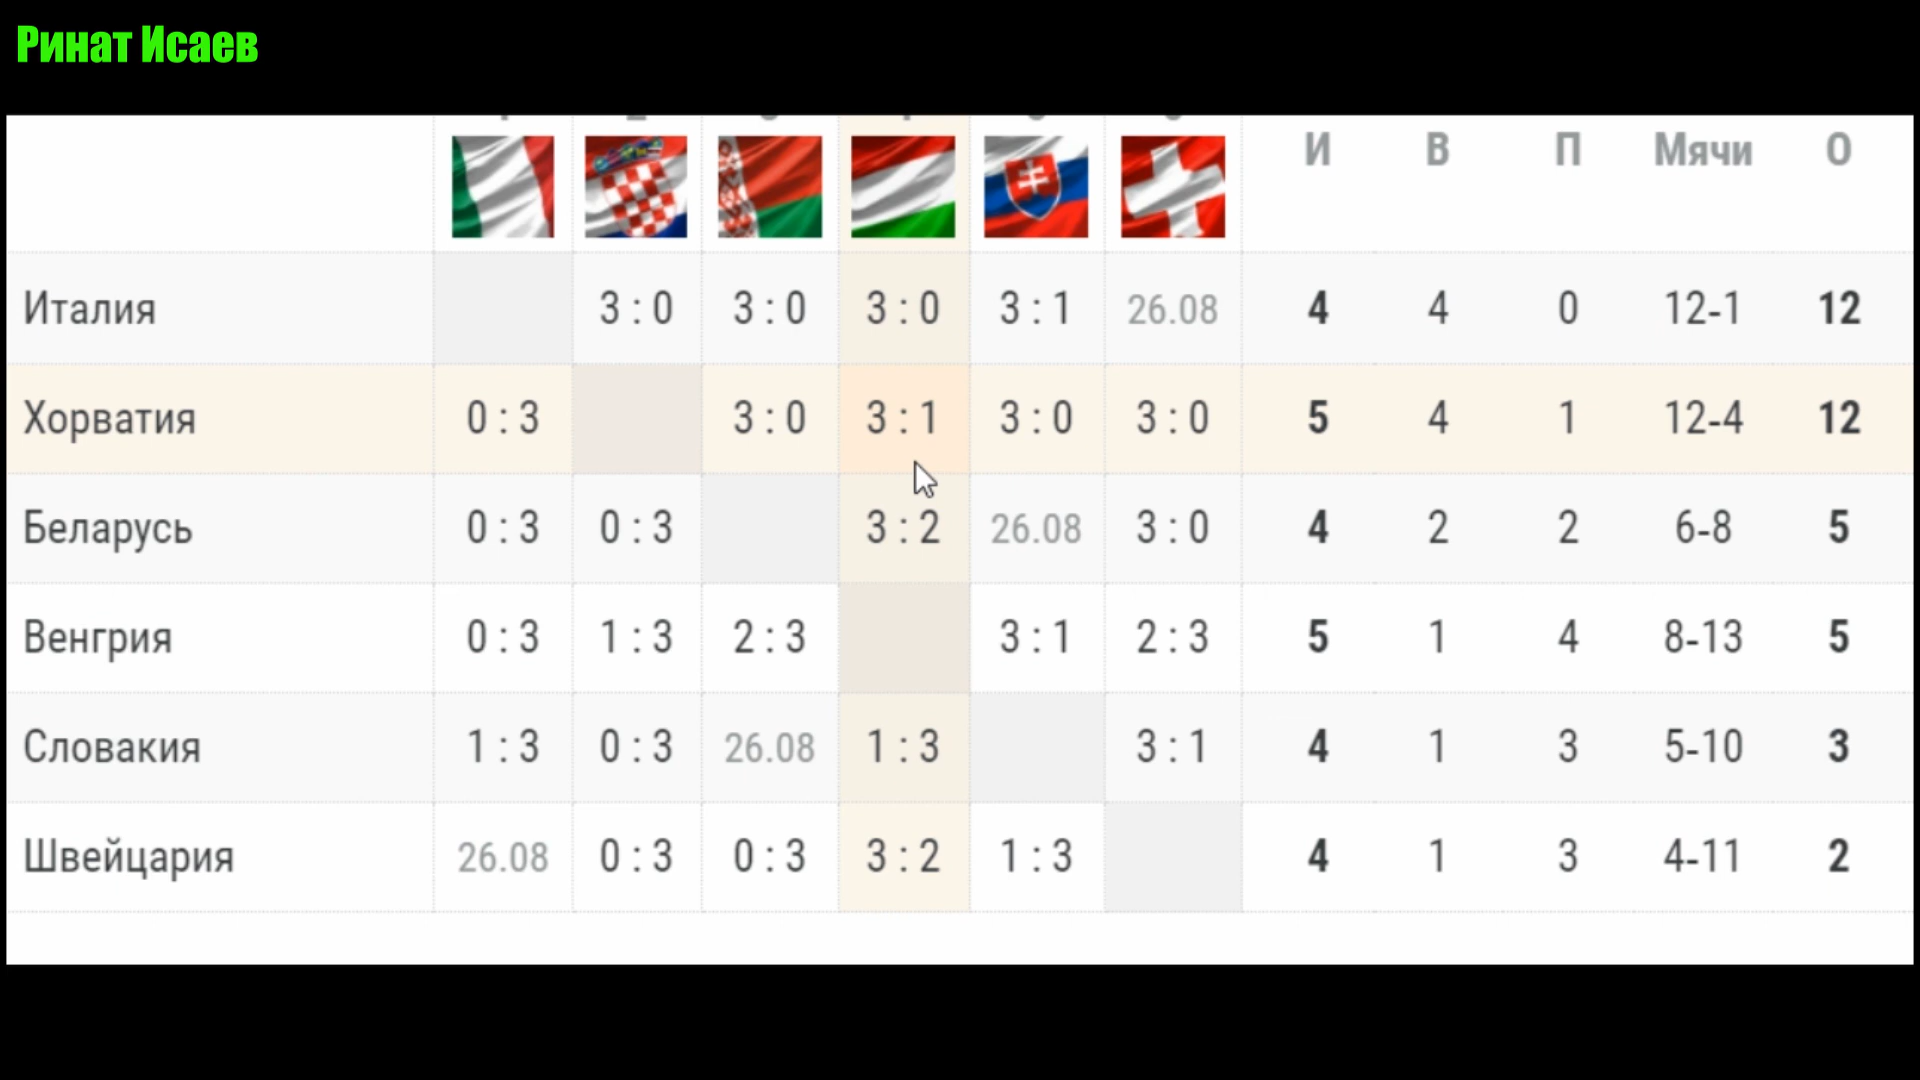 Ринат Исаев
И В П Мячи О
Италия 3 : 0 3 : 0 3 : 0 3 : 1 26.08 4 4 0 12-1 12
Хорватия 0 : 3 3 : 0 3 : 1 3 : 0 3 : 0 5 4 1 12-4 12
Беларусь 0 : 3 0 : 3 3 : 2 26.08 3 : 0 4 2 2 6-8 5
Венгрия 0 : 3 1 : 3 2 : 3 3 : 1 2 : 3 5 1 4 8-13 5
Словакия 1 : 3 0 : 3 26.08 1 : 3 3 : 1 4 1 3 5-10 3
Швейцария 26.08 0 : 3 0 : 3 3 : 2 1 : 3 4 1 3 4-11 2